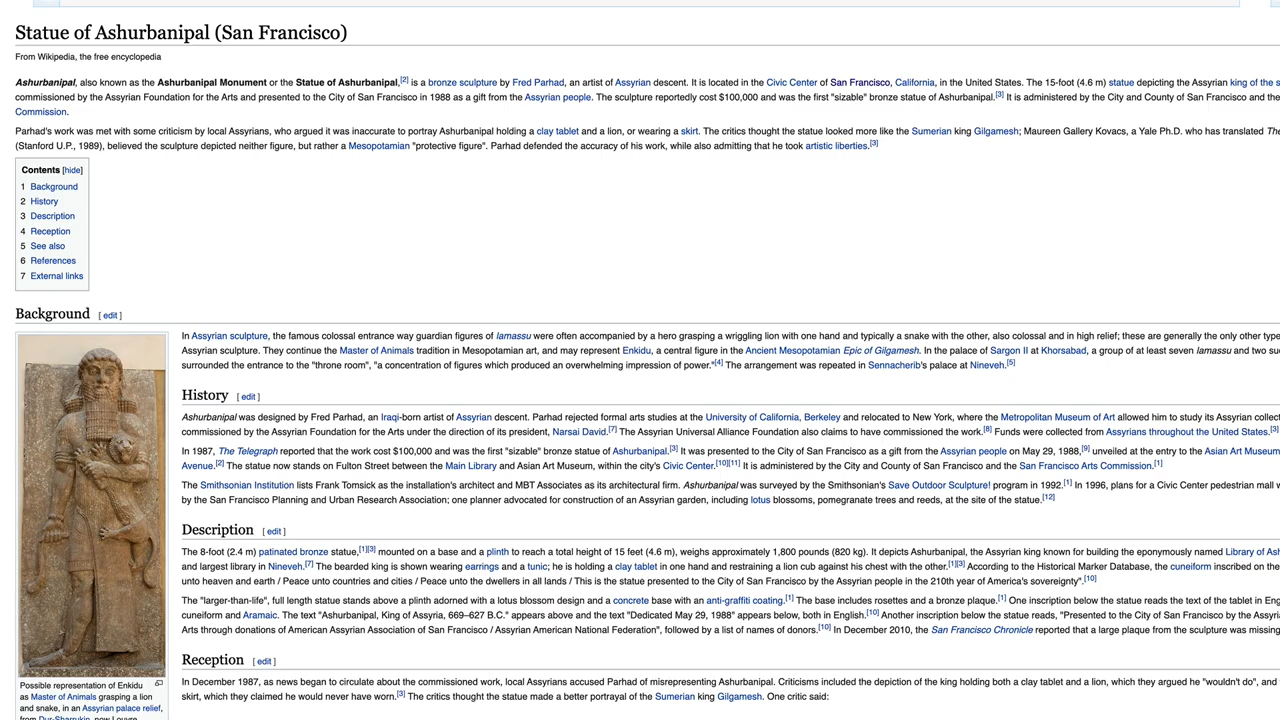 Statue of Ashurbanipal (San Francisco)
From Wikipedia, the free encyclopedia
Ashurbanipal, also known as the Ashurbanipal Monument or the Statue of Ashurbanipal,[2] is a bronze sculpture by Fred Parhad, an artist of Assyrian descent. It is located in the Civic Center of San Francisco, California, in the United States. The 15-foot (4.6 m) statue depicting the Assyrian king of the s
commissioned by the Assyrian Foundation for the Arts and presented to the City of San Francisco in 1988 as a gift from the Assyrian people. The sculpture reportedly cost $100,000 and was the first "sizable" bronze statue of Ashurbanipal.[3] It is administered by the City and County of San Francisco and the
Commission.
Parhad's work was met with some criticism by local Assyrians, who argued it was inaccurate to portray Ashurbanipal holding a clay tablet and a lion, or wearing a skirt. The critics thought the statue looked more like the Sumerian king Gilgamesh; Maureen Gallery Kovacs, a Yale Ph.D. who has translated The
(Stanford U.P., 1989), believed the sculpture depicted neither figure, but rather a Mesopotamian "protective figure". Parhad defended the accuracy of his work, while also admitting that he took artistic liberties.[3]
Contents [hide]
1 Background
2 History
3 Description
4 Reception
5 See also
6 References
7 External links
Background [ edit ]
In Assyrian sculpture, the famous colossal entrance way guardian figures of lamassu were often accompanied by a hero grasping a wriggling lion with one hand and typically a snake with the other, also colossal and in high relief; these are generally the only other type
Assyrian sculpture. They continue the Master of Animals tradition in Mesopotamian art, and may represent Enkidu, a central figure in the Ancient Mesopotamian Epic of Gilgamesh. In the palace of Sargon II at Khorsabad, a group of at least seven lamassu and two su
surrounded the entrance to the "throne room", "a concentration of figures which produced an overwhelming impression of power."[4] The arrangement was repeated in Sennacherib's palace at Nineveh.[5]
History [ edit ]
Ashurbanipal was designed by Fred Parhad, an Iraqi-born artist of Assyrian descent. Parhad rejected formal arts studies at the University of California, Berkeley and relocated to New York, where the Metropolitan Museum of Art allowed him to study its Assyrian collect
commissioned by the Assyrian Foundation for the Arts under the direction of its president, Narsai David.[7] The Assyrian Universal Alliance Foundation also claims to have commissioned the work.[8] Funds were collected from Assyrians throughout the United States.[3]
In 1987, The Telegraph reported that the work cost $100,000 and was the first "sizable" bronze statue of Ashurbanipal.[3] It was presented to the City of San Francisco as a gift from the Assyrian people on May 29, 1988,[9] unveiled at the entry to the Asian Art Museum
Avenue.[2] The statue now stands on Fulton Street between the Main Library and Asian Art Museum, within the city's Civic Center.[10][11] It is administered by the City and County of San Francisco and the San Francisco Arts Commission.[1]
The Smithsonian Institution lists Frank Tomsick as the installation's architect and MBT Associates as its architectural firm. Ashurbanipal was surveyed by the Smithsonian's Save Outdoor Sculpture! program in 1992.[1] In 1996, plans for a Civic Center pedestrian mall w
by the San Francisco Planning and Urban Research Association; one planner advocated for construction of an Assyrian garden, including lotus blossoms, pomegranate trees and reeds, at the site of the statue.[12]
Description [ edit ]
The 8-foot (2.4 m) patinated bronze statue,[1][3] mounted on a base and a plinth to reach a total height of 15 feet (4.6 m), weighs approximately 1,800 pounds (820 kg). It depicts Ashurbanipal, the Assyrian king known for building the eponymously named Library of Ash
and largest library in Nineveh.[7] The bearded king is shown wearing earrings and a tunic; he is holding a clay tablet in one hand and restraining a lion cub against his chest with the other.[1][3] According to the Historical Marker Database, the cuneiform inscribed on the
unto heaven and earth / Peace unto countries and cities / Peace unto the dwellers in all lands / This is the statue presented to the City of San Francisco by the Assyrian people in the 210th year of America's sovereignty".[10]
The "larger-than-life", full length statue stands above a plinth adorned with a lotus blossom design and a concrete base with an anti-graffiti coating.[1] The base includes rosettes and a bronze plaque.[1] One inscription below the statue reads the text of the tablet in Eng
cuneiform and Aramaic. The text "Ashurbanipal, King of Assyria, 669–627 B.C." appears above and the text "Dedicated May 29, 1988" appears below, both in English.[10] Another inscription below the statue reads, "Presented to the City of San Francisco by the Assyri
Arts through donations of American Assyrian Association of San Francisco / Assyrian American National Federation", followed by a list of names of donors.[10] In December 2010, the San Francisco Chronicle reported that a large plaque from the sculpture was missing
Reception [ edit ]
In December 1987, as news began to circulate about the commissioned work, local Assyrians accused Parhad of misrepresenting Ashurbanipal. Criticisms included the depiction of the king holding both a clay tablet and a lion, which they argued he "wouldn't do", and
skirt, which they claimed he would never have worn.[3] The critics thought the statue made a better portrayal of the Sumerian king Gilgamesh. One critic said:
Possible representation of Enkidu
as Master of Animals grasping a lion
and snake, in an Assyrian palace relief,
from Dur-Sharrukin, now Louvre